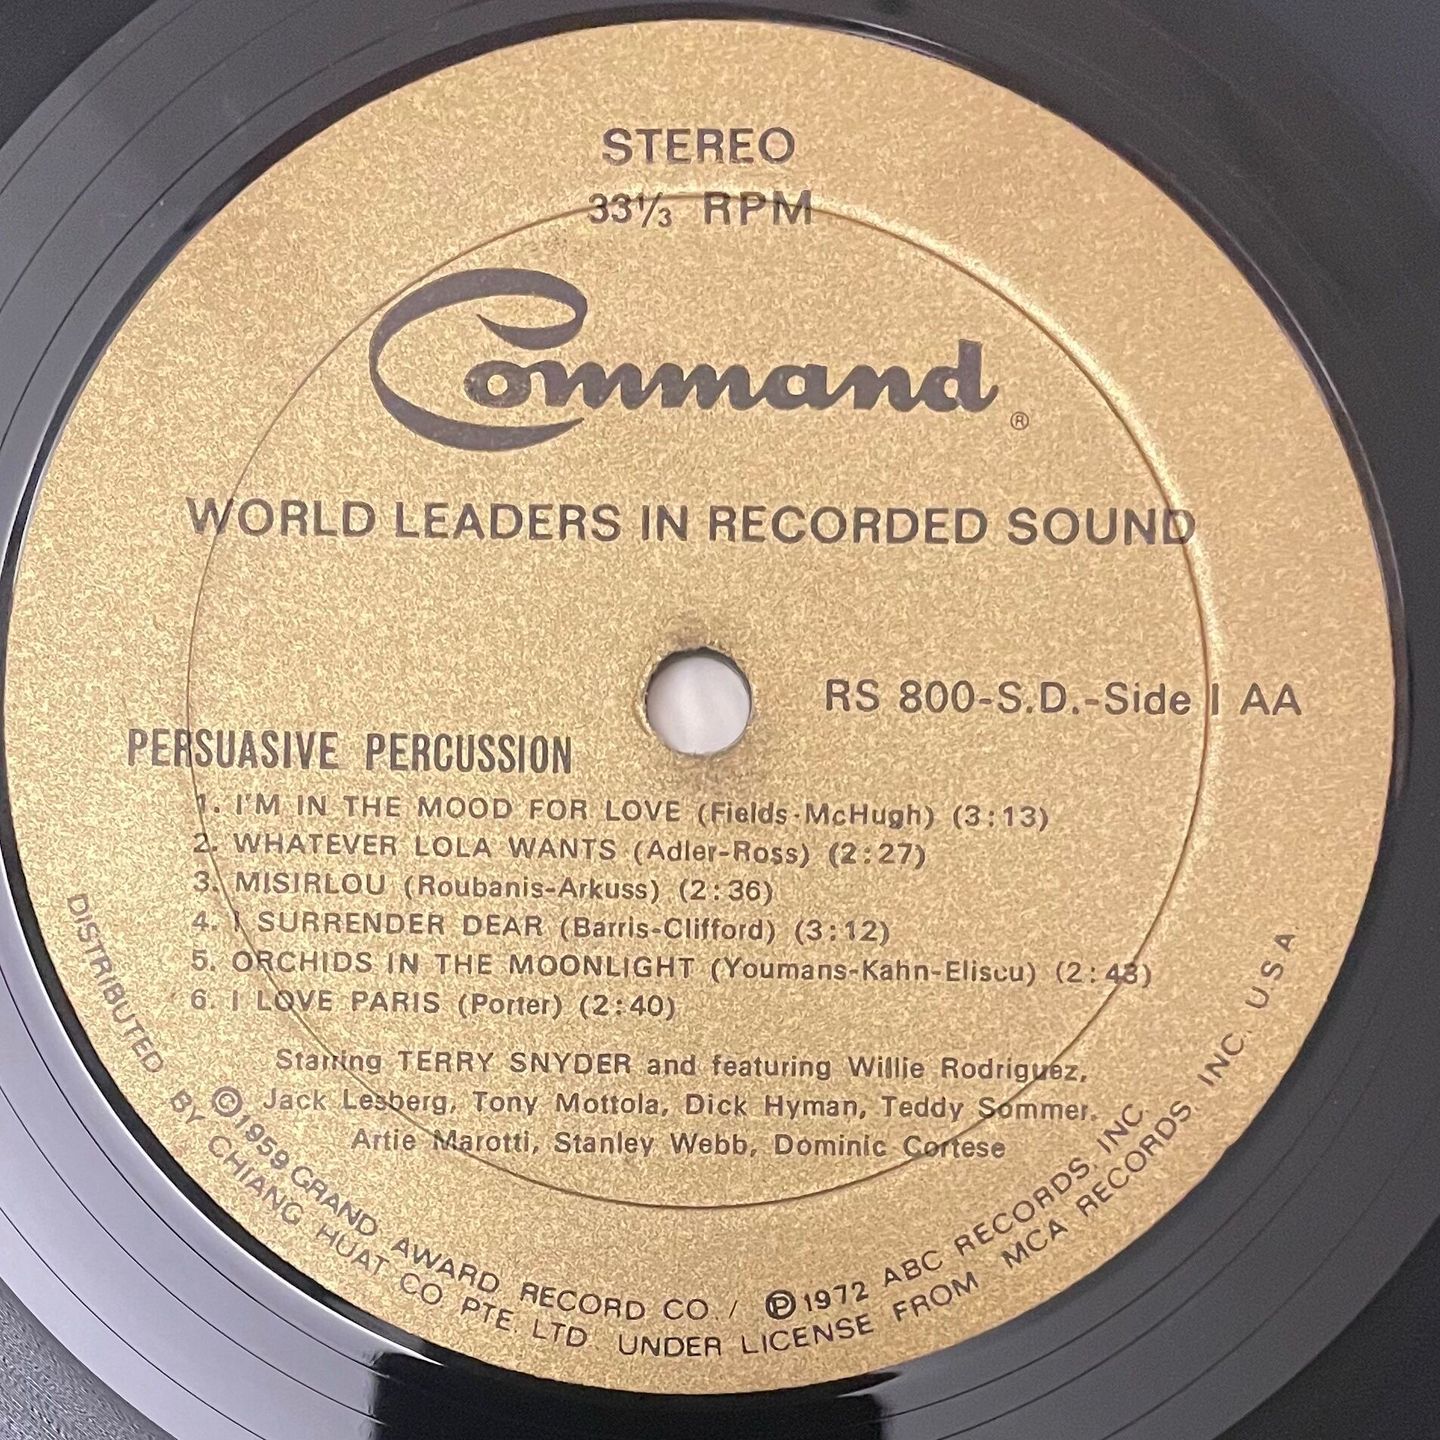 STEREO
33⅓ RPM
Command ®
WORLD LEADERS IN RECORDED SOUND
RS 800-S.D.-Side I AA
PERSUASIVE PERCUSSION
1. I'M IN THE MOOD FOR LOVE (Fields-McHugh) (3:13)
2. WHATEVER LOLA WANTS (Adler-Ross) (2:27)
3. MISIRLOU (Roubanis-Arkuss) (2:36)
4. I SURRENDER DEAR (Barris-Clifford) (3:12)
5. ORCHIDS IN THE MOONLIGHT (Youmans-Kahn-Eliscu) (2:43)
6. I LOVE PARIS (Porter) (2:40)
Starring TERRY SNYDER and featuring Willie Rodriguez,
Jack Lesberg, Tony Mottola, Dick Hyman, Teddy Sommer,
Artie Marotti, Stanley Webb, Dominic Cortese
©1959 GRAND AWARD RECORD CO. / ℗1972 ABC RECORDS, INC.
DISTRIBUTED BY CHIANG HUAT CO PTE. LTD. UNDER LICENSE FROM MCA RECORDS INC. U.S.A